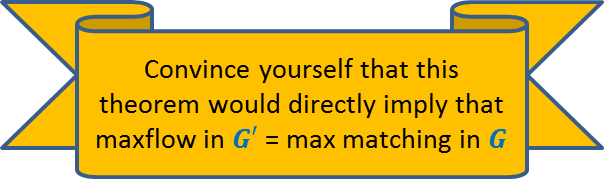 Convince yourself that this
theorem would directly imply that
maxflow in G′ = max matching in G